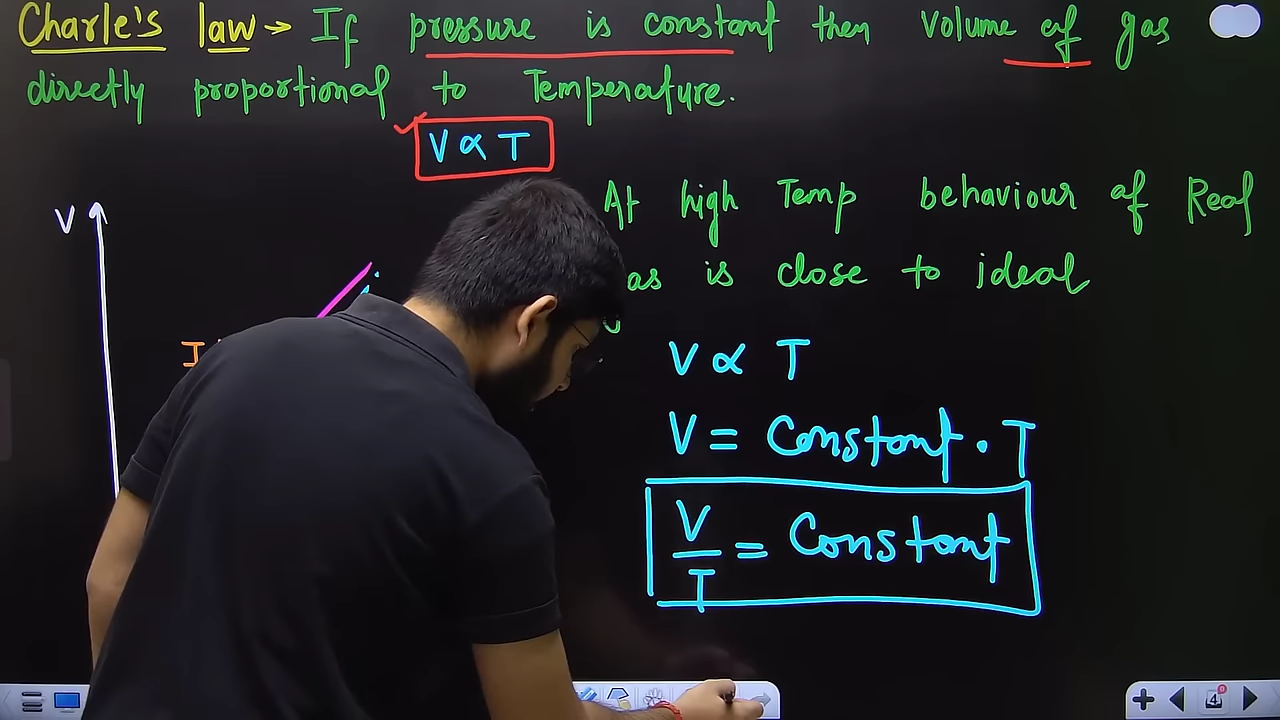 Charle's law → If pressure is constant then volume of gas
directly proportional to Temperature.
V ∝ T
V
At high Temp behaviour of Real
as is close to ideal
V ∝ T
V = Constant · T
V/T = Constant
4